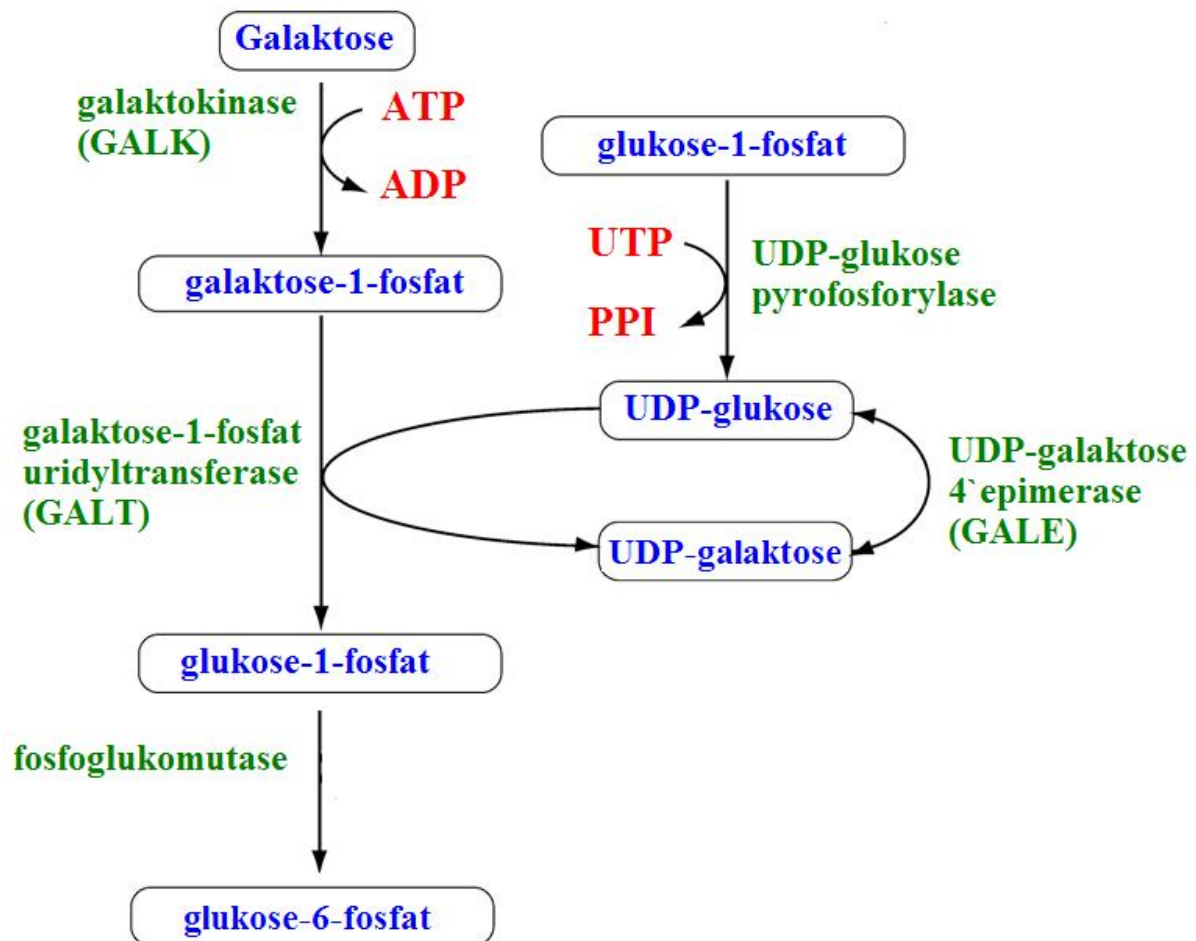 Galaktose
galaktokinase
(GALK)
ATP
ADP
glukose-1-fosfat
UTP
PPI
UDP-glukose
pyrofosforylase
galaktose-1-fosfat
UDP-glukose
galaktose-1-fosfat
uridyltransferase
(GALT)
UDP-galaktose
4`epimerase
(GALE)
UDP-galaktose
glukose-1-fosfat
fosfoglukomutase
glukose-6-fosfat